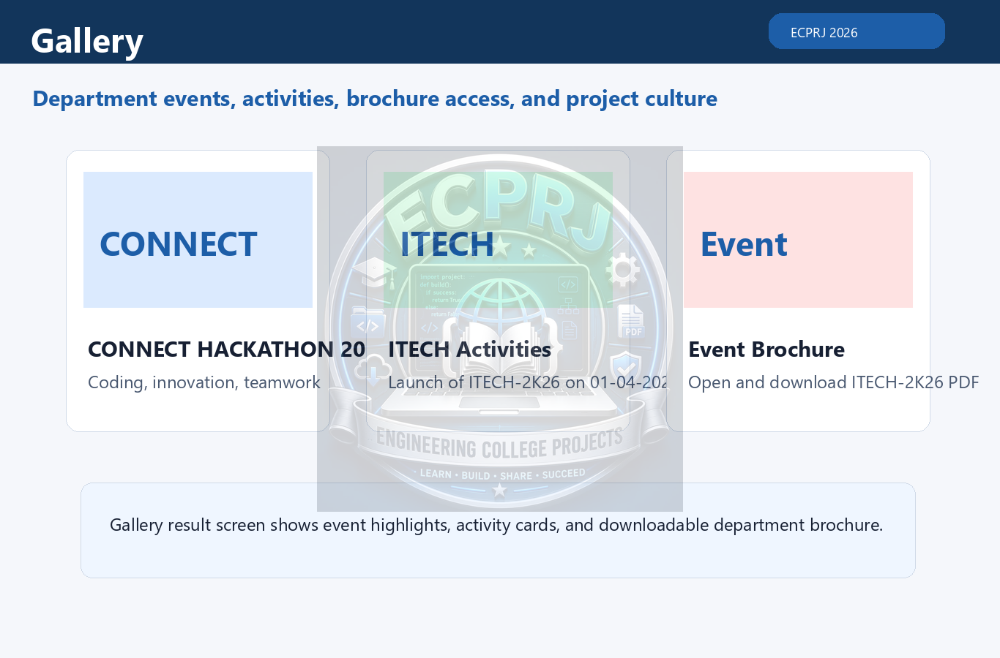 Gallery
ECPRJ 2026
Department events, activities, brochure access, and project culture
CONNECT
ITECH
Event
CONNECT HACKATHON 20
ITECH Activities
Event Brochure
Coding, innovation, teamwork
Launch of ITECH-2K26 on 01-04-202
Open and download ITECH-2K26 PDF
ECPRJ
import project:
def build():
if success:
return True
else:
return False
</>
</>
</>
PDF
ENGINEERING COLLEGE PROJECTS
• LEARN • BUILD • SHARE • SUCCEED
Gallery result screen shows event highlights, activity cards, and downloadable department brochure.